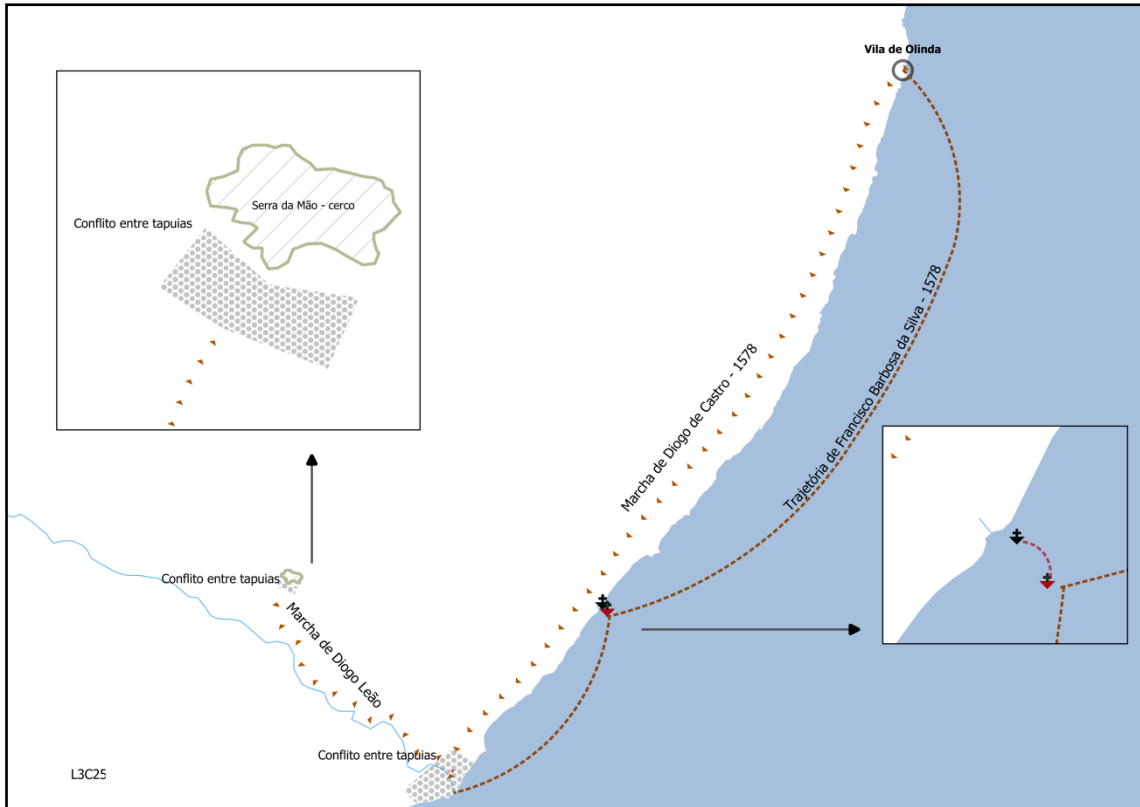 Vila de Olinda
Serra da Mão - cerco
Conflito entre tapuias
Marcha de Diogo de Castro - 1578
Trajetória de Francisco Barbosa da Silva - 1578
Conflito entre tapuias
Marcha de Diogo Leão
Conflito entre tapuias
L3C25